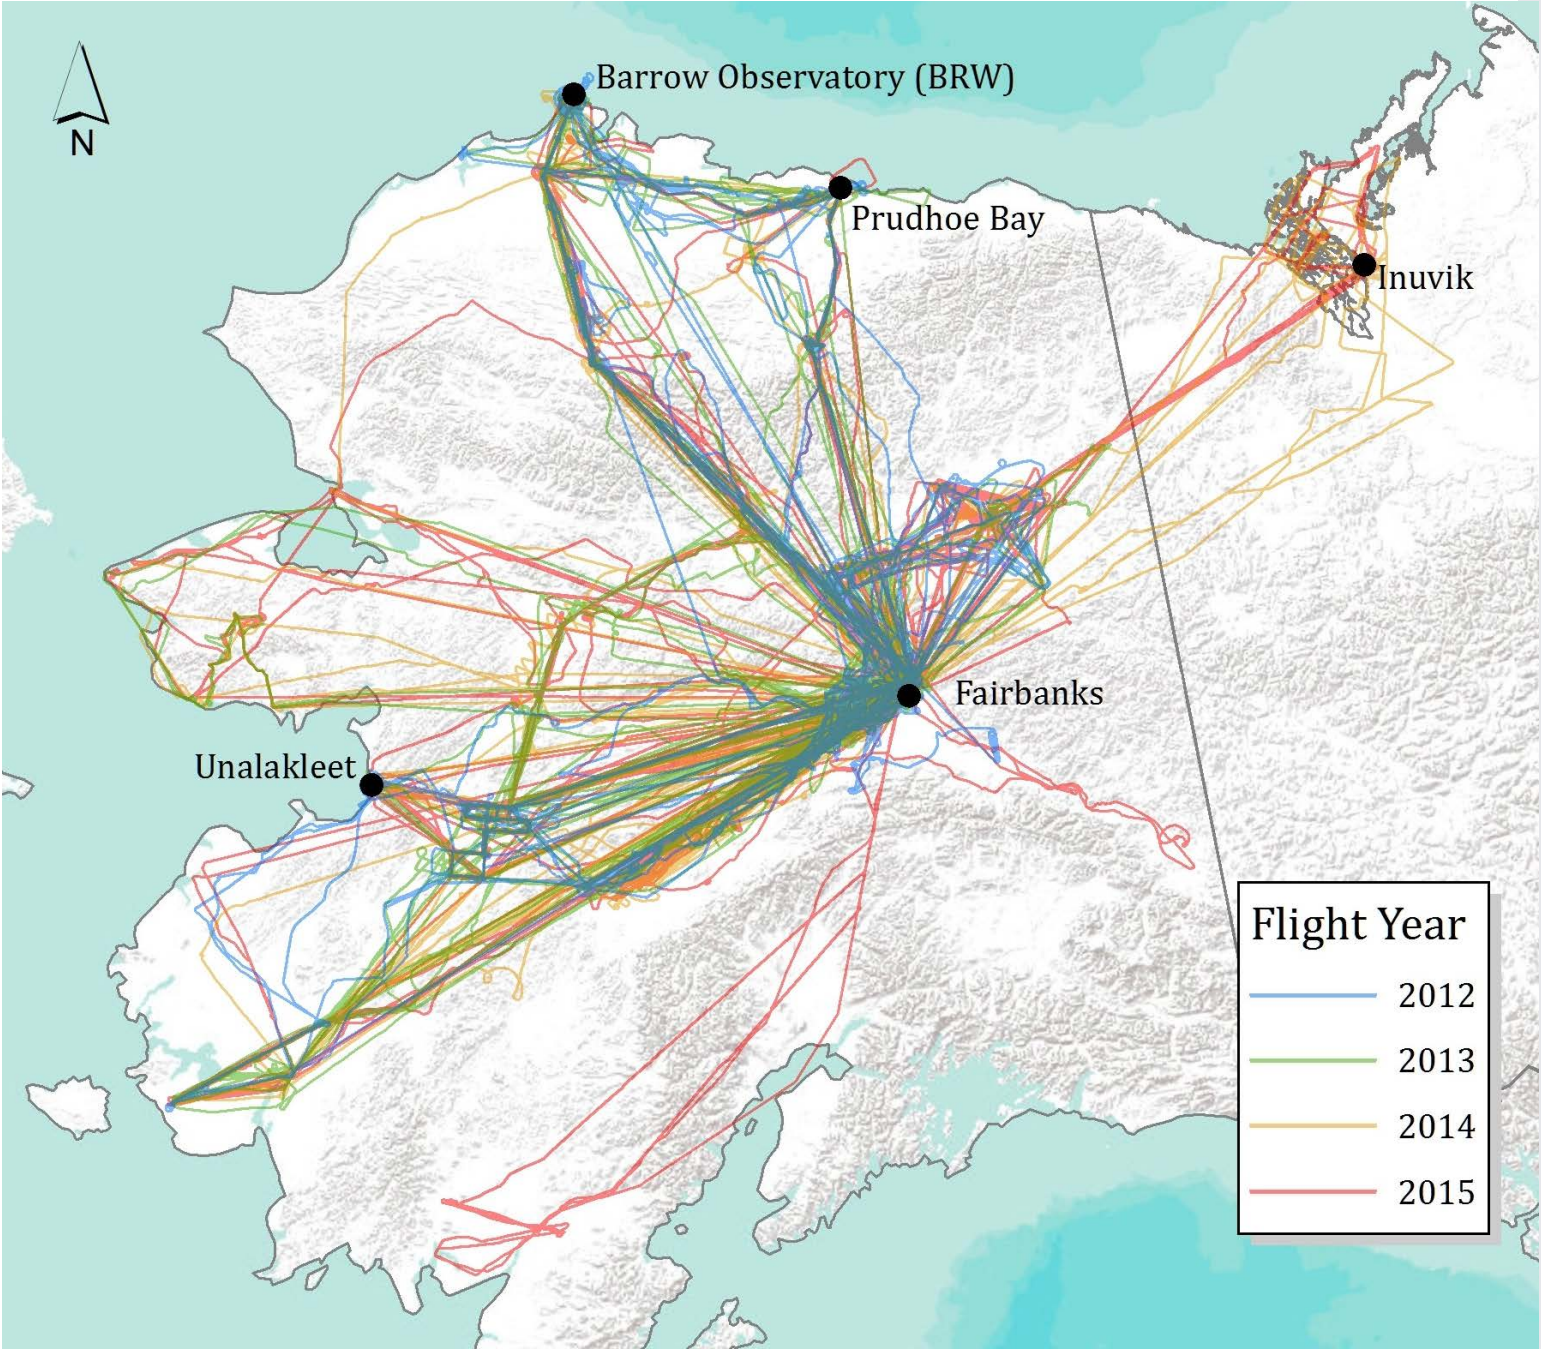 Barrow Observatory (BRW)
N
Prudhoe Bay
Inuvik
Fairbanks
Unalakleet
Flight Year
2012
2013
2014
2015